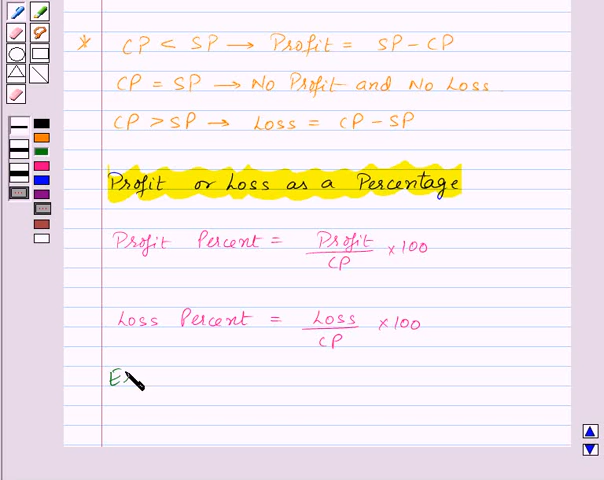 * CP < SP → Profit = SP - CP
CP = SP → No Profit and No Loss
CP > SP → Loss = CP - SP
Profit or Loss as a Percentage
Profit Percent = Profit/CP × 100
Loss Percent = Loss/CP × 100